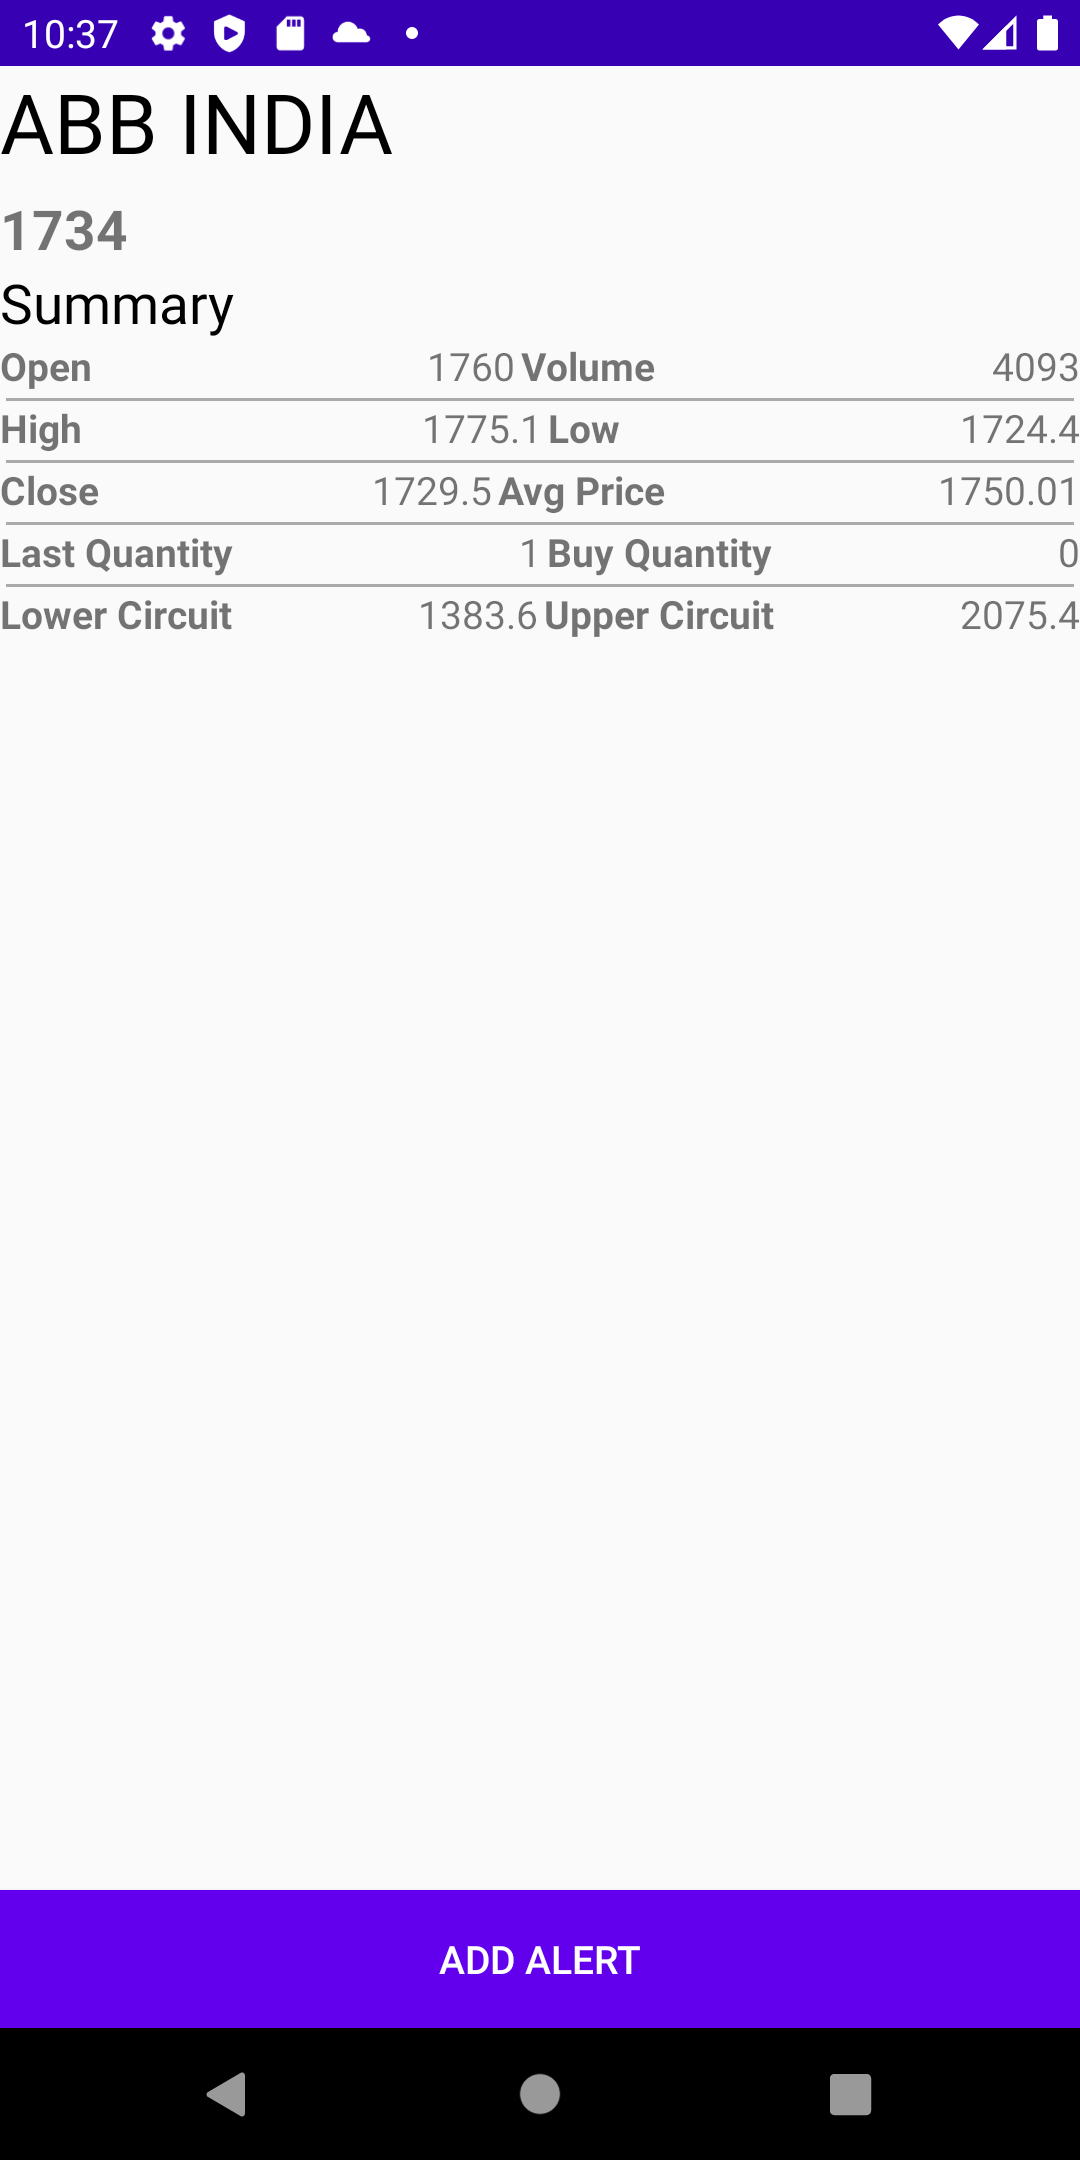 10:37
ABB INDIA
1734
Summary
Open 1760 Volume 4093
High 1775.1 Low 1724.4
Close 1729.5 Avg Price 1750.01
Last Quantity 1 Buy Quantity 0
Lower Circuit 1383.6 Upper Circuit 2075.4
ADD ALERT